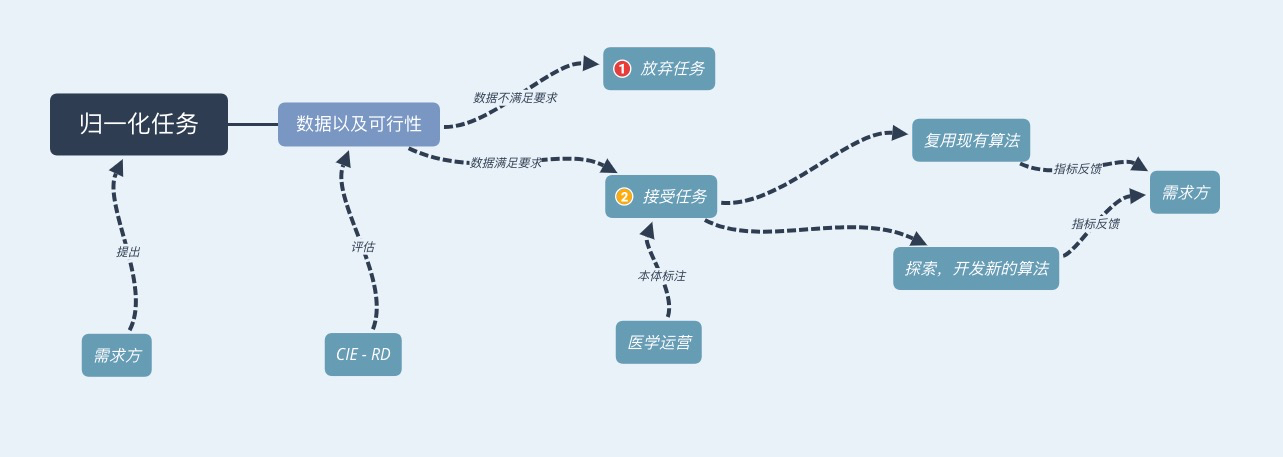 归一化任务
数据以及可行性
数据不满足要求
1 放弃任务
数据满足要求
2 接受任务
复用现有算法
指标反馈
需求方
探索，开发新的算法
指标反馈
提出
需求方
评估
CIE - RD
本体标注
医学运营